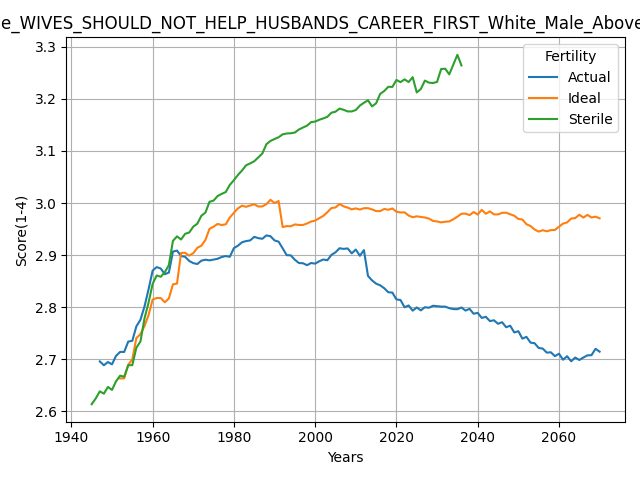 e_WIVES_SHOULD_NOT_HELP_HUSBANDS_CAREER_FIRST_White_Male_Above
3.3
3.2
3.1
3.0
2.9
2.8
2.7
2.6
Score(1-4)
Fertility
Actual
Ideal
Sterile
1940
1960
1980
2000
2020
2040
2060
Years